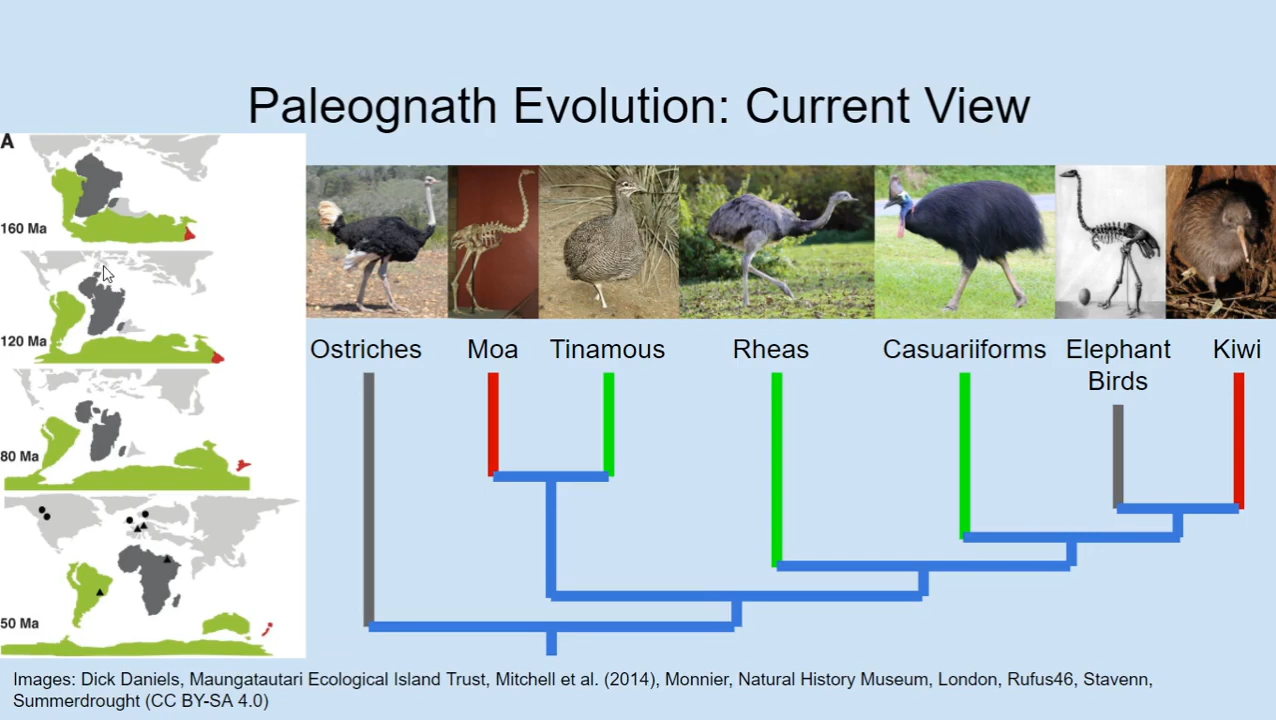 Paleognath Evolution: Current View
A
160 Ma
120 Ma
80 Ma
50 Ma
Ostriches
Moa
Tinamous
Rheas
Casuariiforms
Elephant
Birds
Kiwi
Images: Dick Daniels, Maungatautari Ecological Island Trust, Mitchell et al. (2014), Monnier, Natural History Museum, London, Rufus46, Stavenn,
Summerdrought (CC BY-SA 4.0)